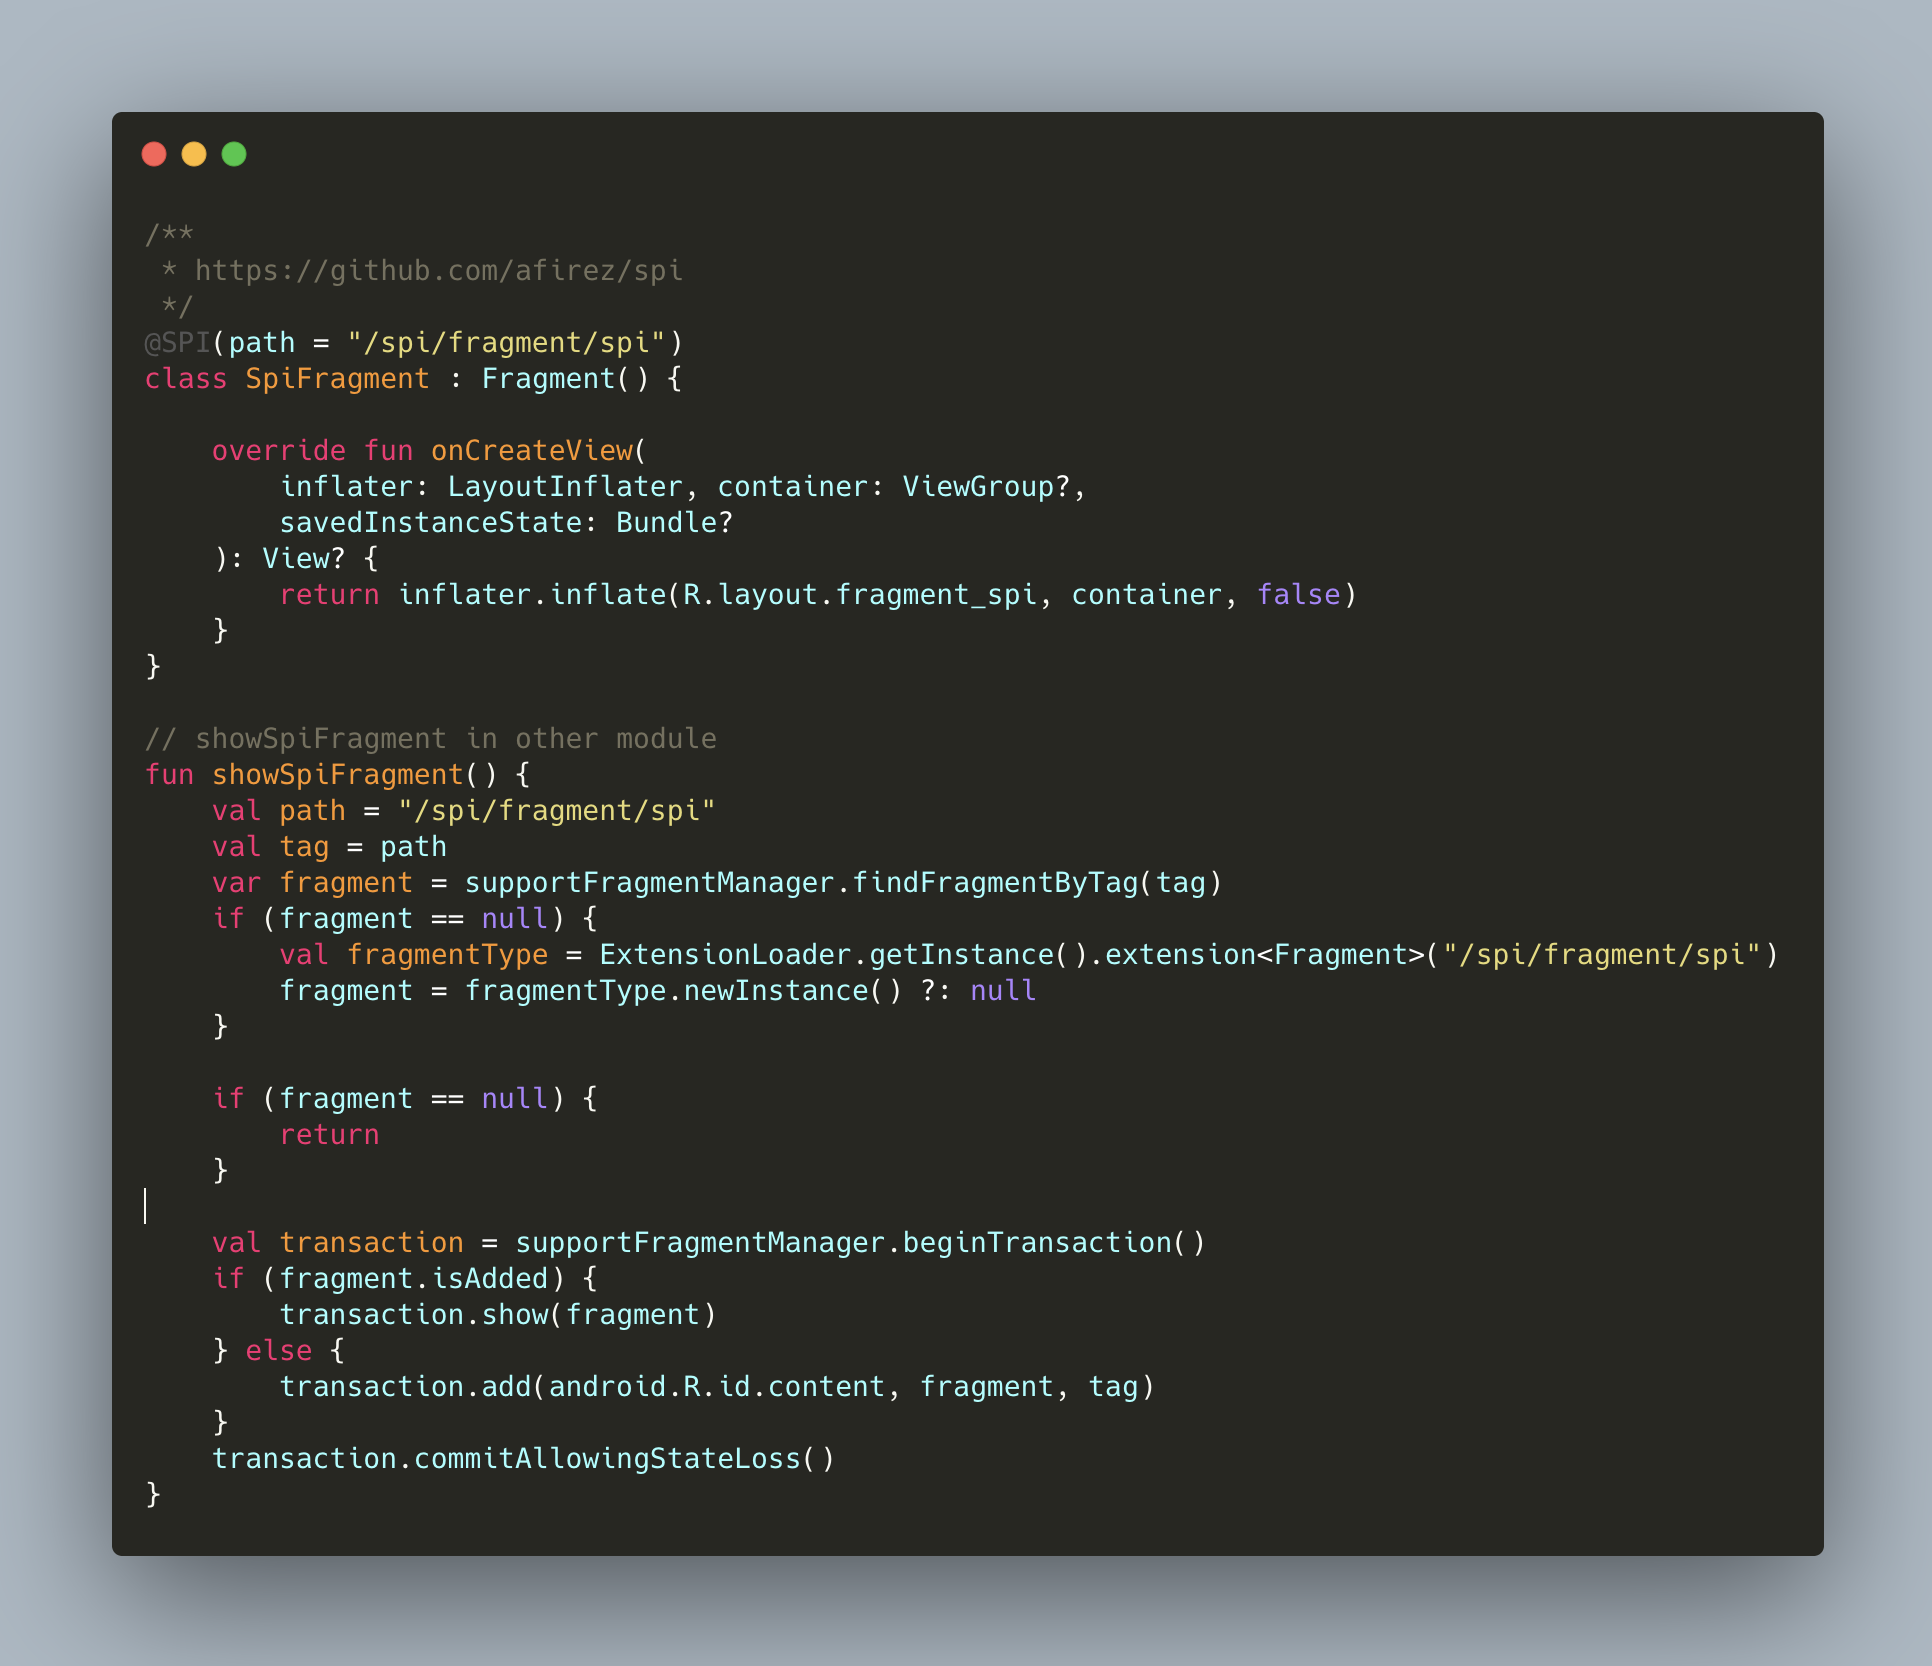 /**
 * https://github.com/afirez/spi
 */
@SPI(path = "/spi/fragment/spi")
class SpiFragment : Fragment() {

    override fun onCreateView(
        inflater: LayoutInflater, container: ViewGroup?,
        savedInstanceState: Bundle?
    ): View? {
        return inflater.inflate(R.layout.fragment_spi, container, false)
    }
}

// showSpiFragment in other module
fun showSpiFragment() {
    val path = "/spi/fragment/spi"
    val tag = path
    var fragment = supportFragmentManager.findFragmentByTag(tag)
    if (fragment == null) {
        val fragmentType = ExtensionLoader.getInstance().extension<Fragment>("/spi/fragment/spi")
        fragment = fragmentType.newInstance() ?: null
    }

    if (fragment == null) {
        return
    }

    val transaction = supportFragmentManager.beginTransaction()
    if (fragment.isAdded) {
        transaction.show(fragment)
    } else {
        transaction.add(android.R.id.content, fragment, tag)
    }
    transaction.commitAllowingStateLoss()
}